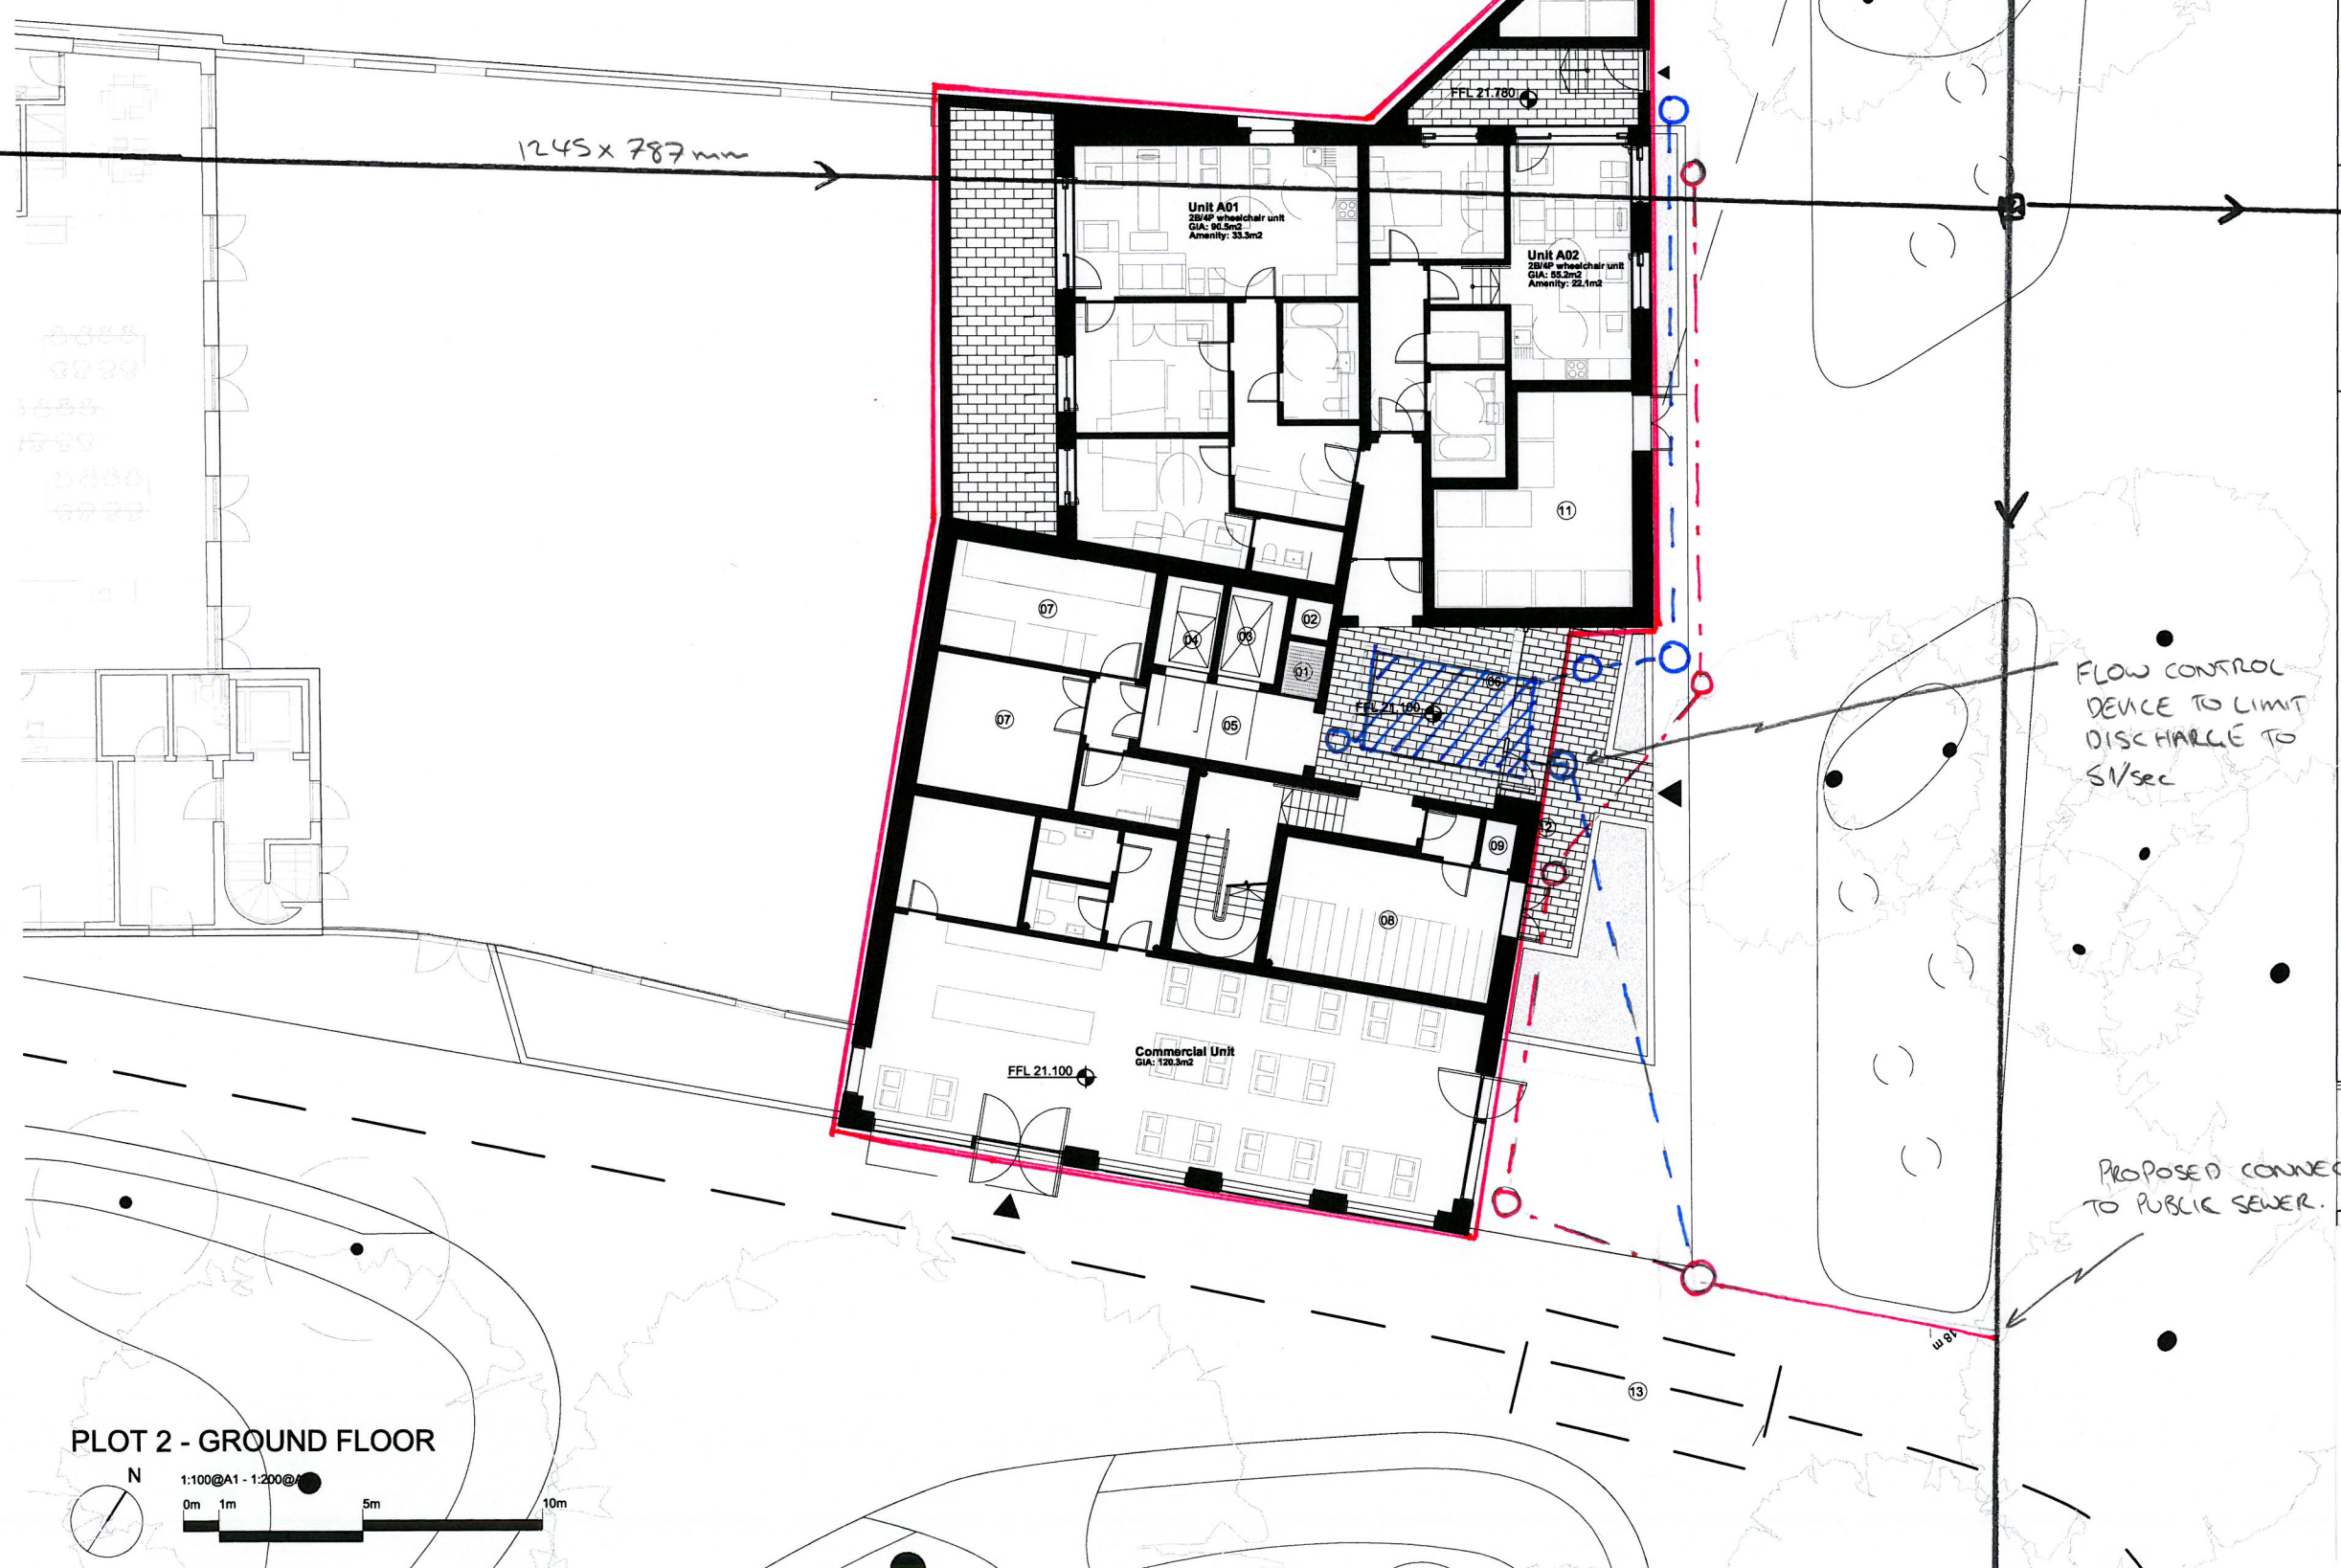 FFL 21.780
1245 x 787mm
Unit A01
2B/4P wheelchair unit
GIA: 90.5m2
Amenity: 33.3m2
Unit A02
2B/4P wheelchair unit
GIA: 55.2m2
Amenity: 22.1m2
11
07
04
03
02
01
06
07
05
FFL 21.100
FLOW CONTROL
DEVICE TO LIMIT
DISCHARGE TO
5l/sec
12
09
08
Commercial Unit
GIA: 120.3m2
FFL 21.100
PROPOSED CONNEC
TO PUBLIC SEWER.
18 m
13
PLOT 2 - GROUND FLOOR
N
1:100@A1 - 1:200@A
0m 1m 5m 10m